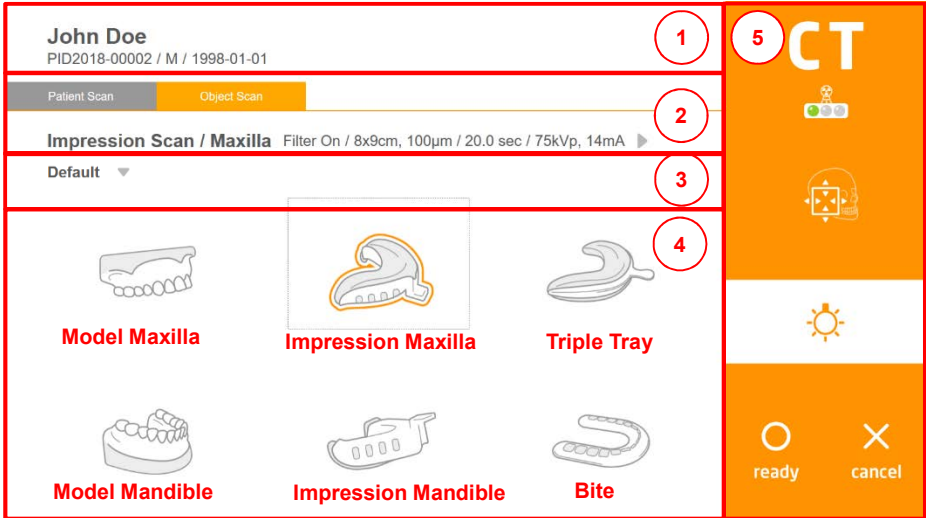 John Doe
PID2018-00002 / M / 1998-01-01
1
5
CT
Patient Scan
Object Scan
2
Impression Scan / Maxilla Filter On / 8x9cm, 100μm / 20.0 sec / 75kVp, 14mA
Default
3
4
Model Maxilla
Impression Maxilla
Triple Tray
Model Mandible
Impression Mandible
Bite
ready
cancel